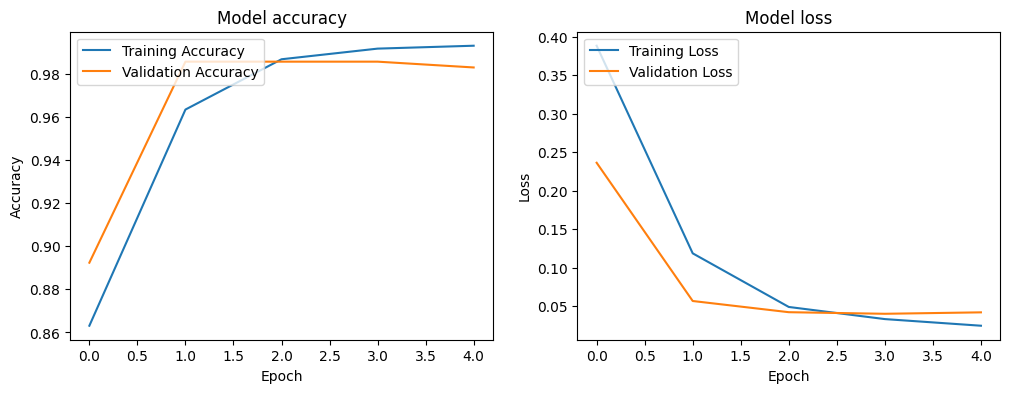 Model accuracy
Training Accuracy
Validation Accuracy
0.98
0.96
0.94
0.92
0.90
0.88
0.86
Accuracy
0.0 0.5 1.0 1.5 2.0 2.5 3.0 3.5 4.0
Epoch
Model loss
Training Loss
Validation Loss
0.40
0.35
0.30
0.25
0.20
0.15
0.10
0.05
Loss
0.0 0.5 1.0 1.5 2.0 2.5 3.0 3.5 4.0
Epoch